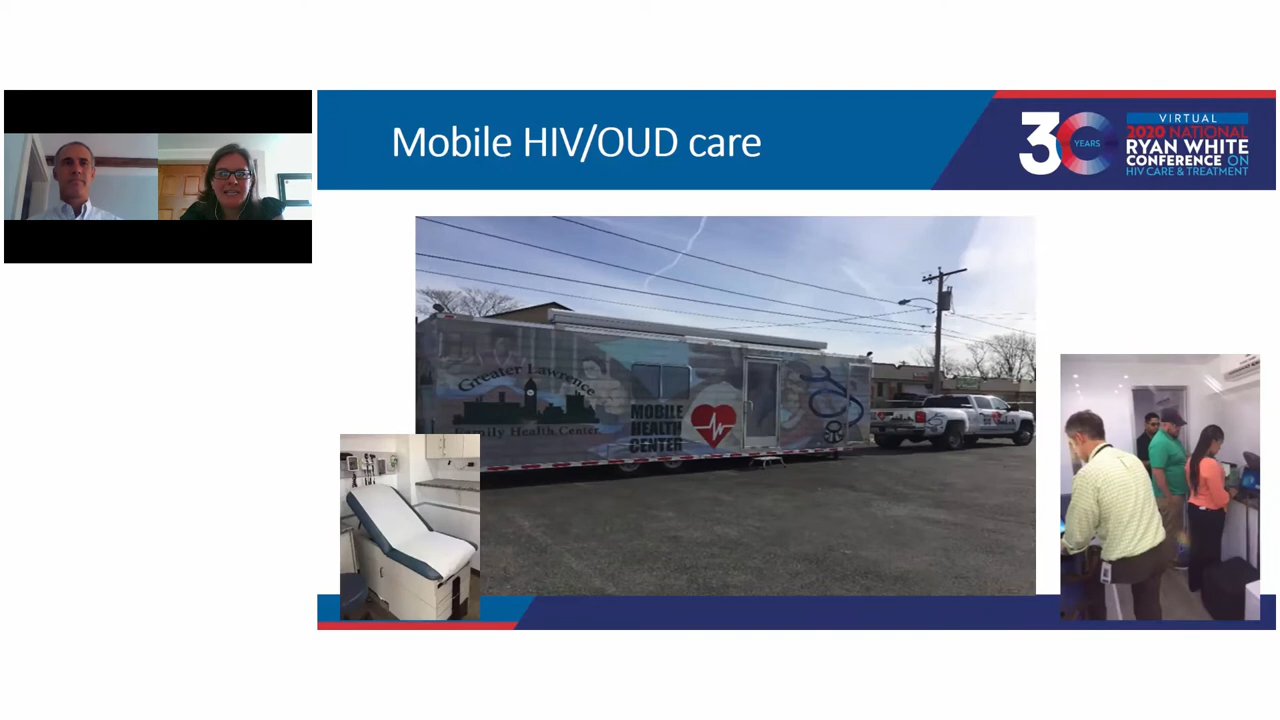 Mobile HIV/OUD care
30
YEARS
VIRTUAL
2020 NATIONAL
RYAN WHITE
CONFERENCE ON
HIV CARE & TREATMENT
Greater Lawrence
Family Health Center
MOBILE
HEALTH
CENTER